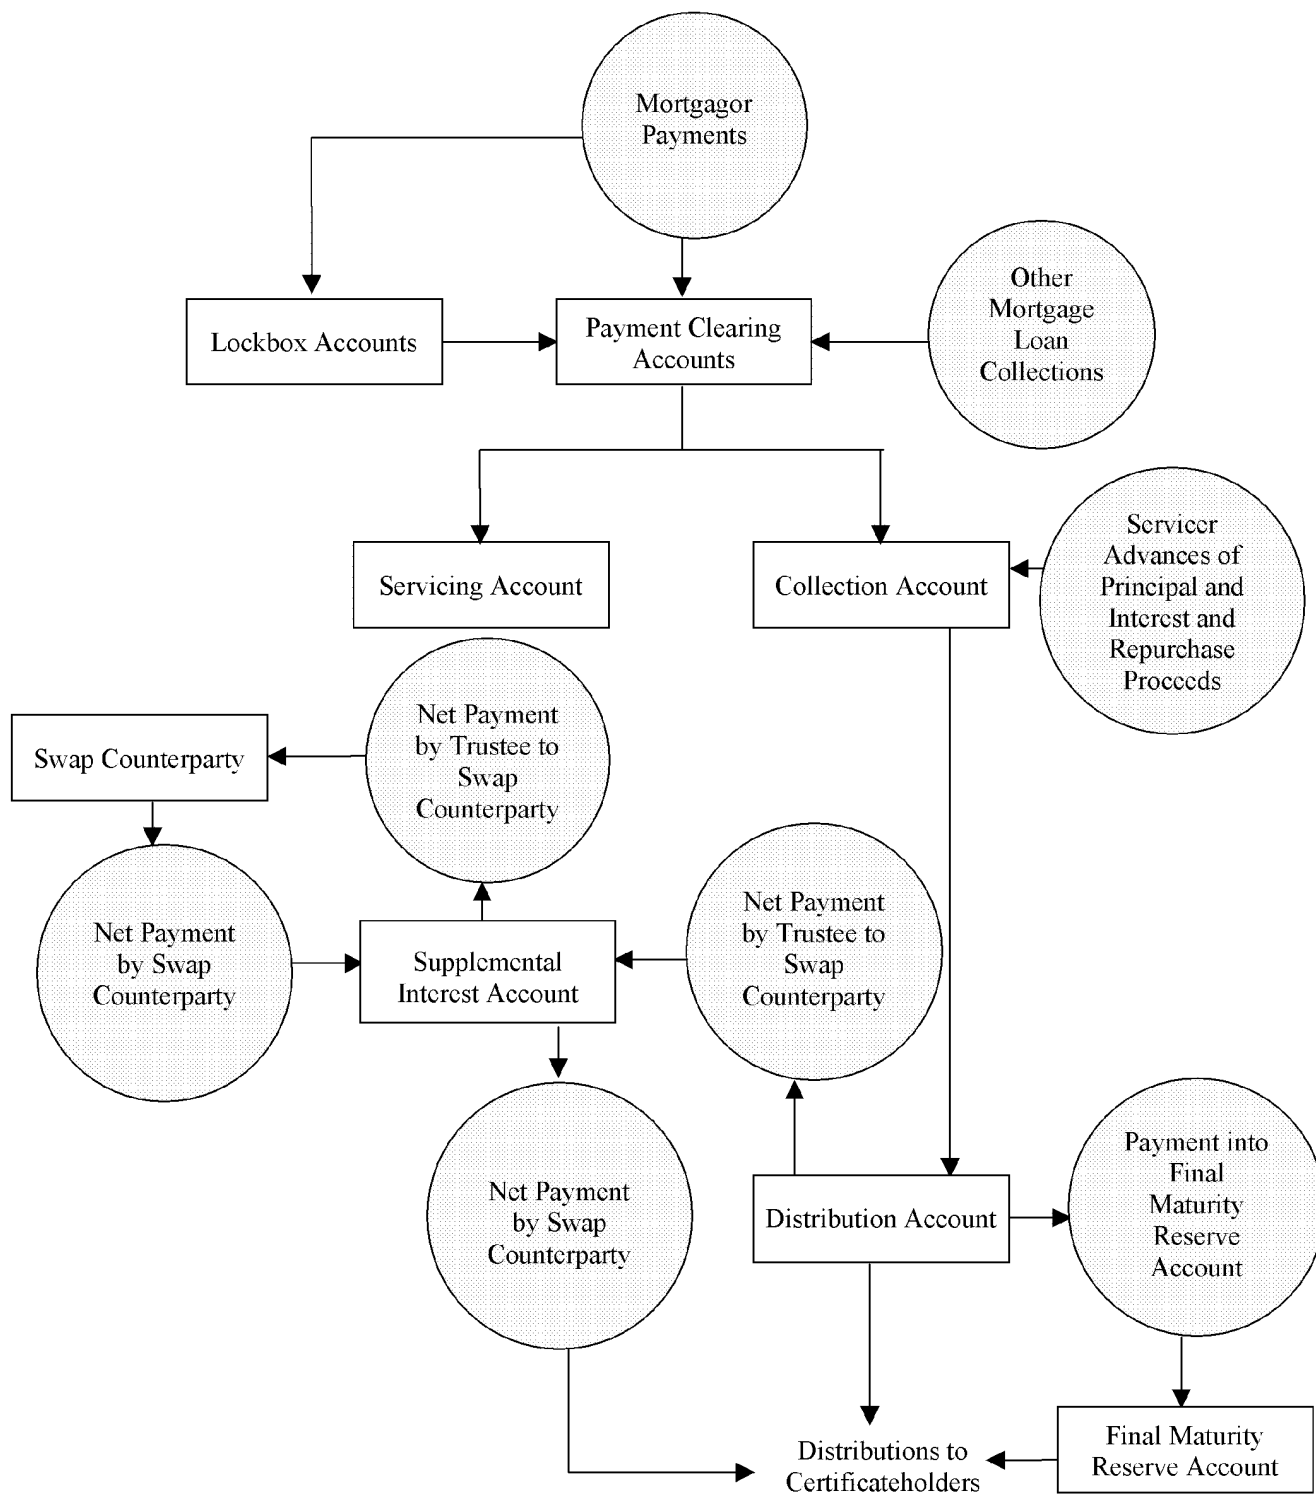 Mortgagor
Payments
Other
Mortgage
Loan
Collections
Lockbox Accounts
Payment Clearing
Accounts
Servicer
Advances of
Principal and
Interest and
Repurchase
Proceeds
Servicing Account
Collection Account
Net Payment
by Trustee to
Swap
Counterparty
Swap Counterparty
Net Payment
by Trustee to
Swap
Counterparty
Net Payment
by Swap
Counterparty
Supplemental
Interest Account
Payment into
Final
Maturity
Reserve
Account
Net Payment
by Swap
Counterparty
Distribution Account
Distributions to
Certificateholders
Final Maturity
Reserve Account